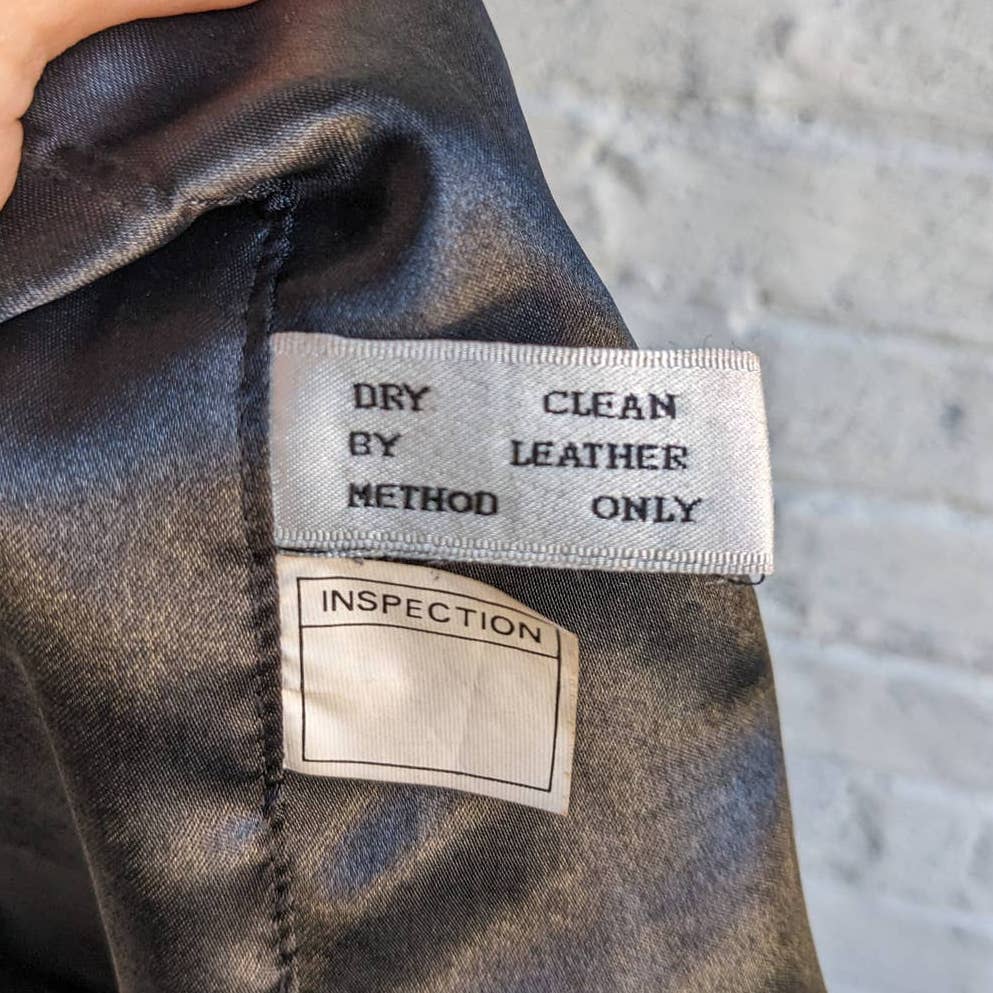 DRY CLEAN
BY LEATHER
METHOD ONLY
INSPECTION